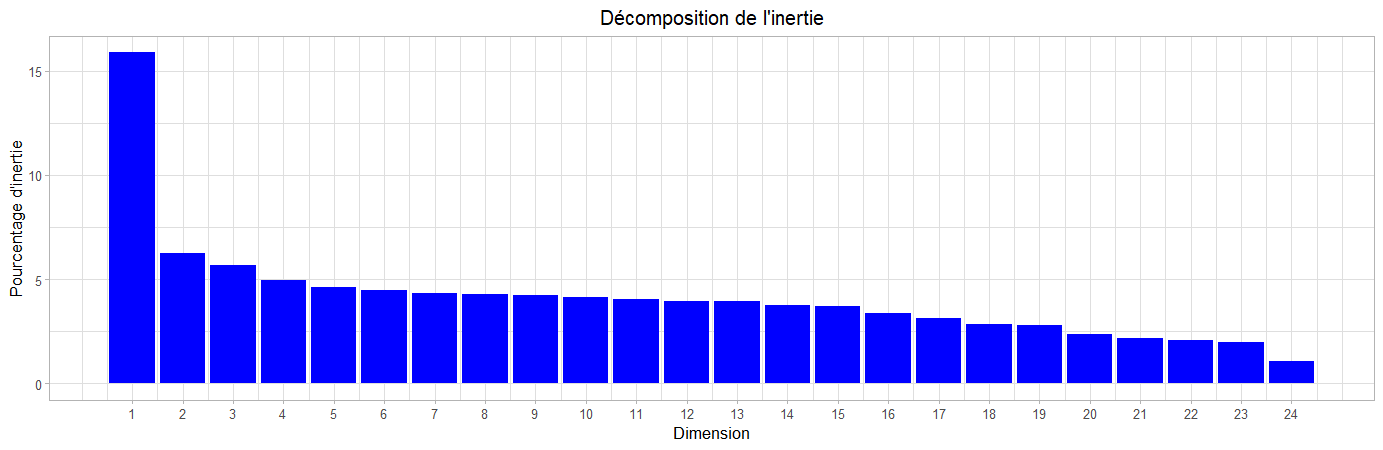 Décomposition de l'inertie
Pourcentage d'inertie
15
10
5
0
1 2 3 4 5 6 7 8 9 10 11 12 13 14 15 16 17 18 19 20 21 22 23 24
Dimension